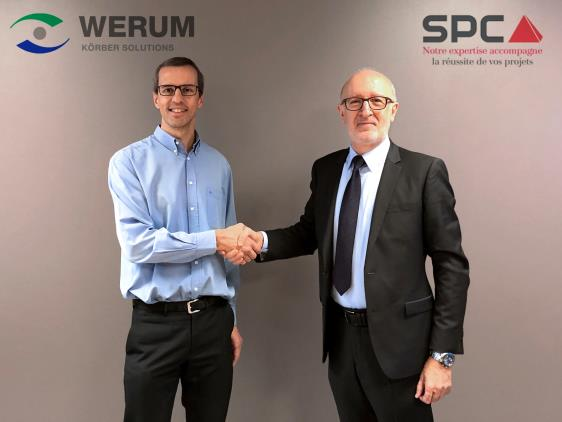 WERUM
KÖRBER SOLUTIONS
SPC
Notre expertise accompagne
la réussite de vos projets